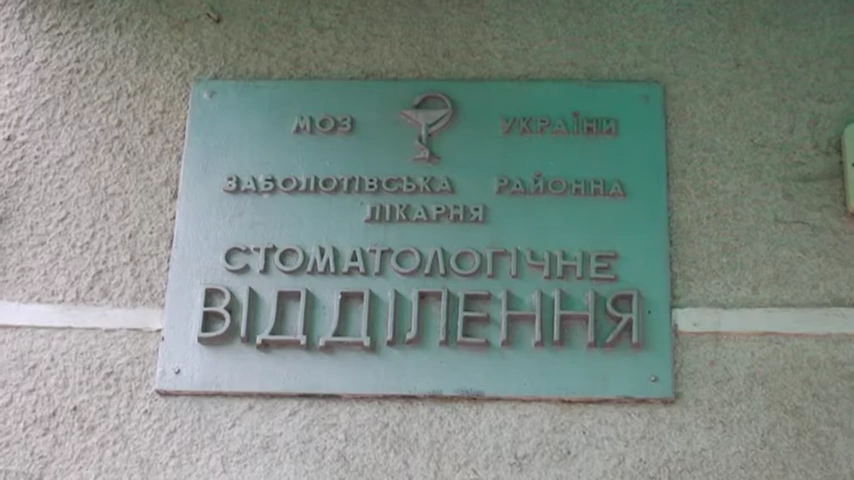 МОЗ УКРАЇНИ
ЗАБОЛОТІВСЬКА РАЙОННА
ЛІКАРНЯ
СТОМАТОЛОГІЧНЕ
ВІДДІЛЕННЯ